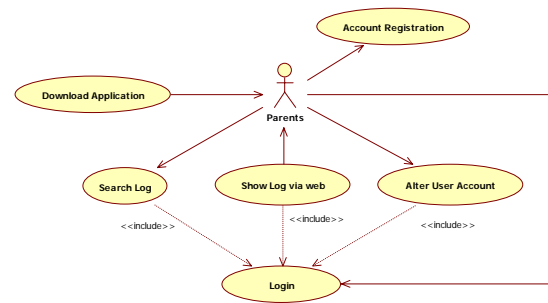 Account Registration
Download Application
Parents
Search Log
Show Log via web
Alter User Account
<<include>>
<<include>>
<<include>>
Login